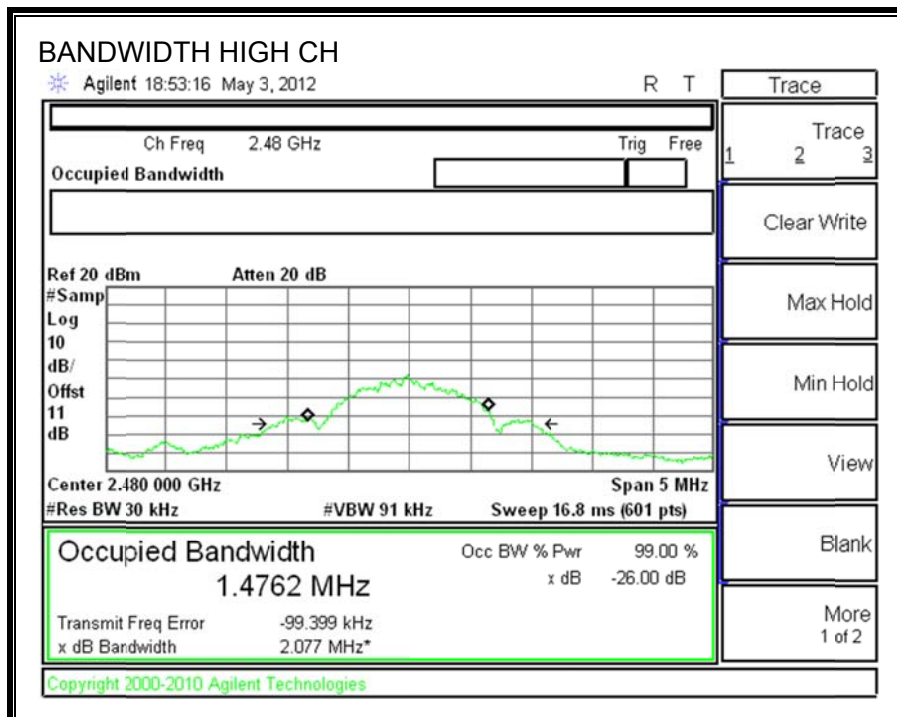 BANDWIDTH HIGH CH
Agilent 18:53:16 May 3, 2012 R T
Trace
Ch Freq 2.48 GHz Trig Free
Occupied Bandwidth
Trace
1 2 3
Clear Write
Max Hold
Min Hold
View
Blank
More
1 of 2
Ref 20 dBm Atten 20 dB
#Samp
Log
10
dB/
Offst
11
dB
Center 2.480 000 GHz Span 5 MHz
#Res BW 30 kHz #VBW 91 kHz Sweep 16.8 ms (601 pts)
Occupied Bandwidth Occ BW % Pwr 99.00 %
1.4762 MHz x dB -26.00 dB
Transmit Freq Error -99.399 kHz
x dB Bandwidth 2.077 MHz*
Copyright 2000-2010 Agilent Technologies